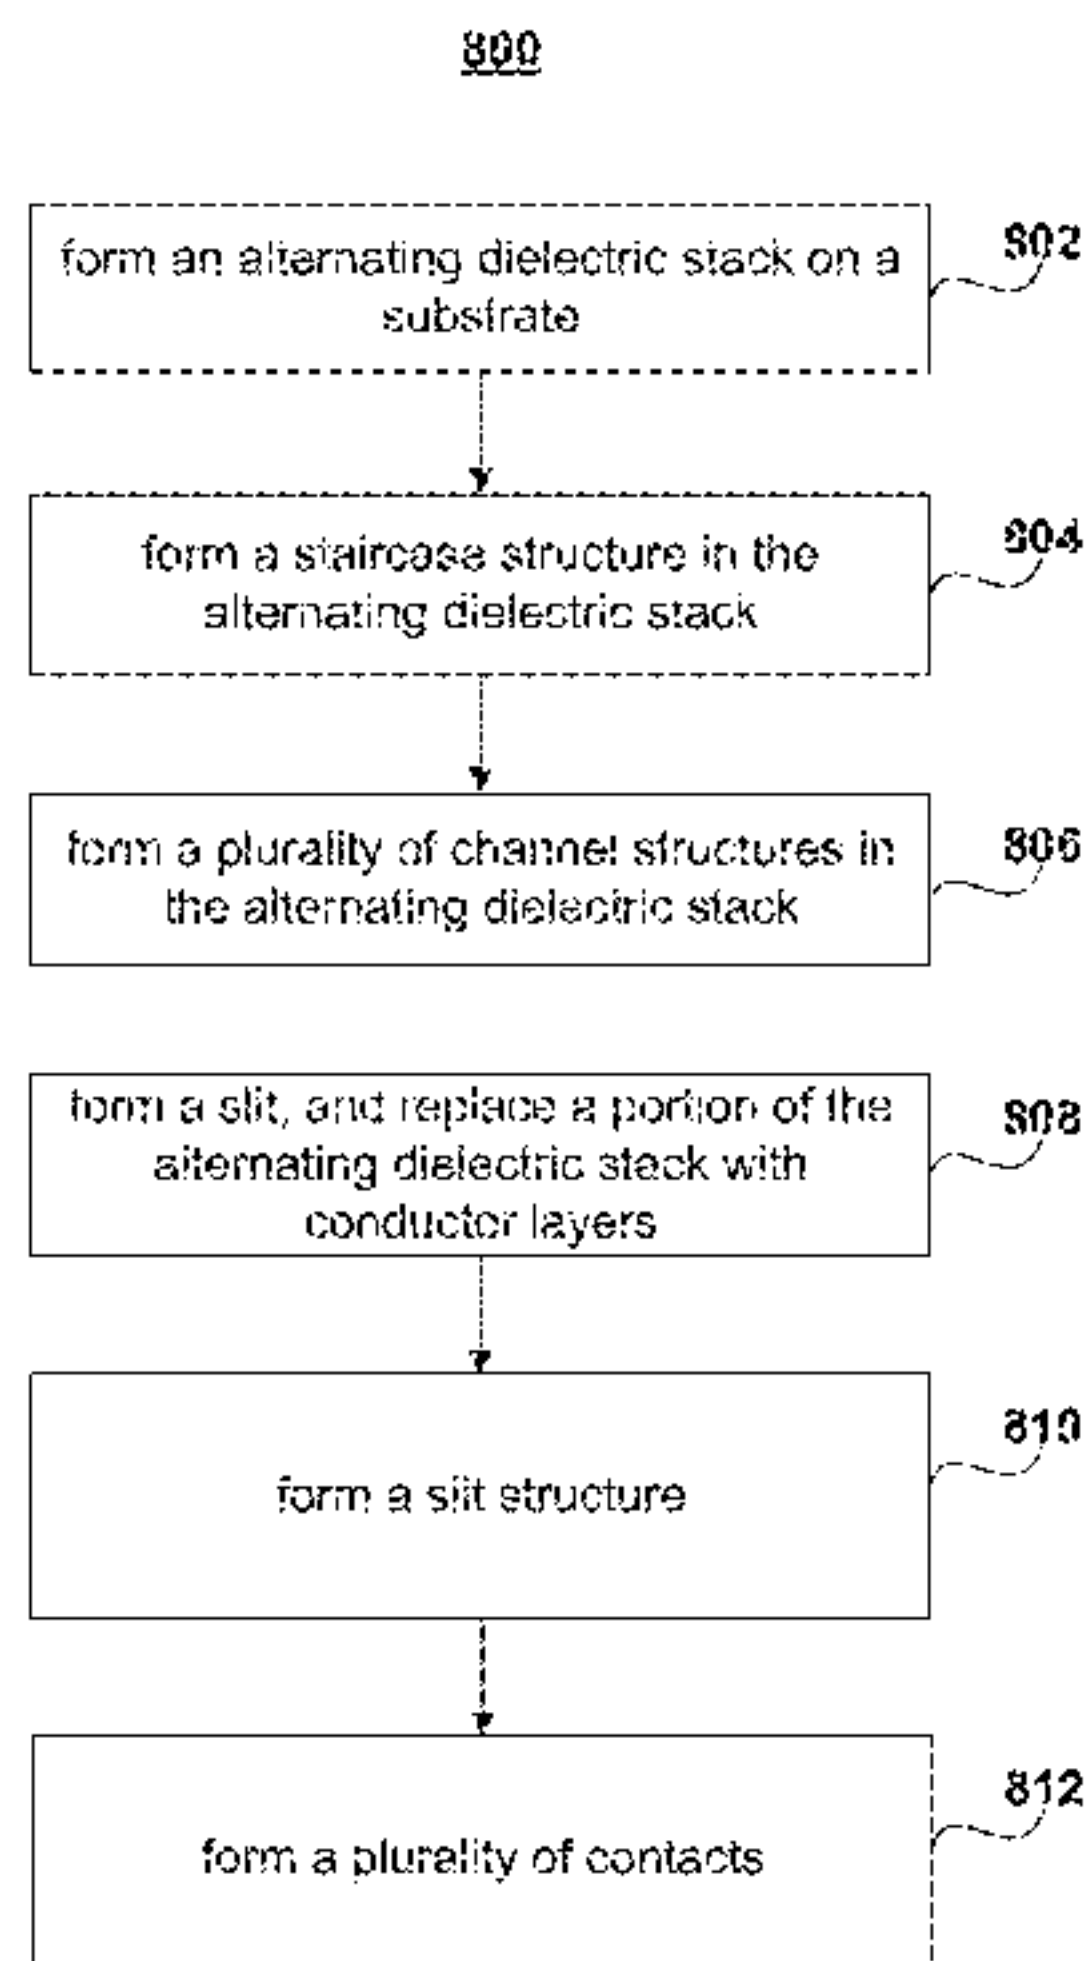 800
form an alternating dielectric stack on a
substrate
802
form a staircase structure in the
alternating dielectric stack
804
form a plurality of channel structures in
the alternating dielectric stack
806
form a slit, and replace a portion of the
alternating dielectric stack with
conductor layers
808
form a slit structure
810
form a plurality of contacts
812